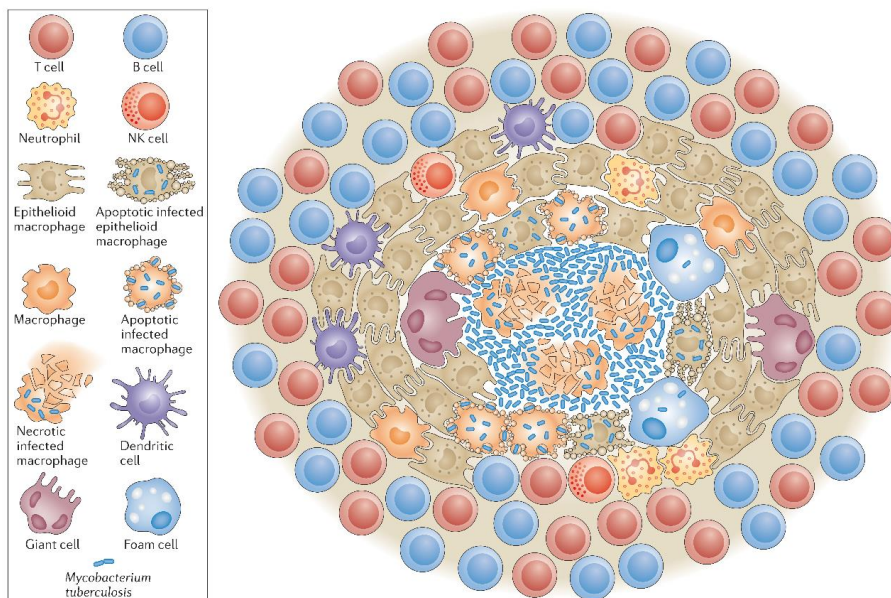 T cell
B cell
Neutrophil
NK cell
Epithelioid
macrophage
Apoptotic infected
epithelioid
macrophage
Macrophage
Apoptotic
infected
macrophage
Necrotic
infected
macrophage
Dendritic
cell
Giant cell
Foam cell
Mycobacterium
tuberculosis